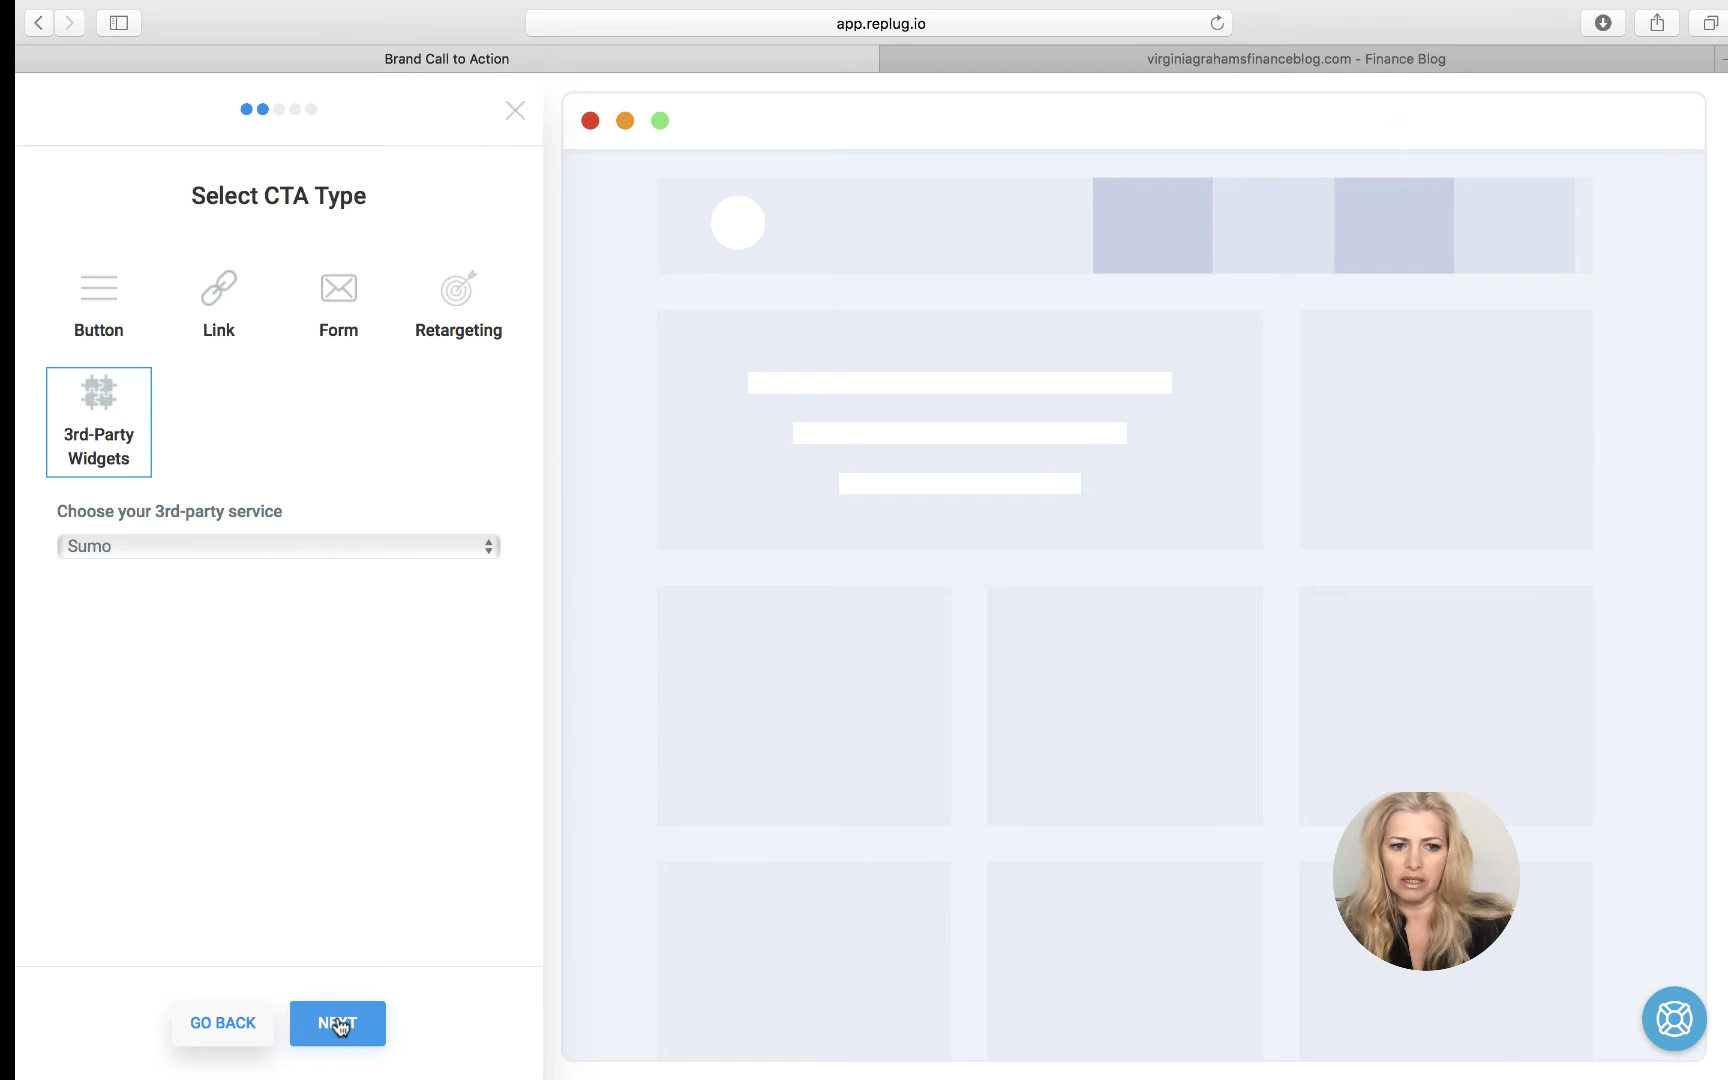 app.replug.io
Brand Call to Action
virginiagrahamsfinanceblog.com - Finance Blog
Select CTA Type
Button
Link
Form
Retargeting
3rd-Party
Widgets
Choose your 3rd-party service
Sumo
GO BACK
NEXT